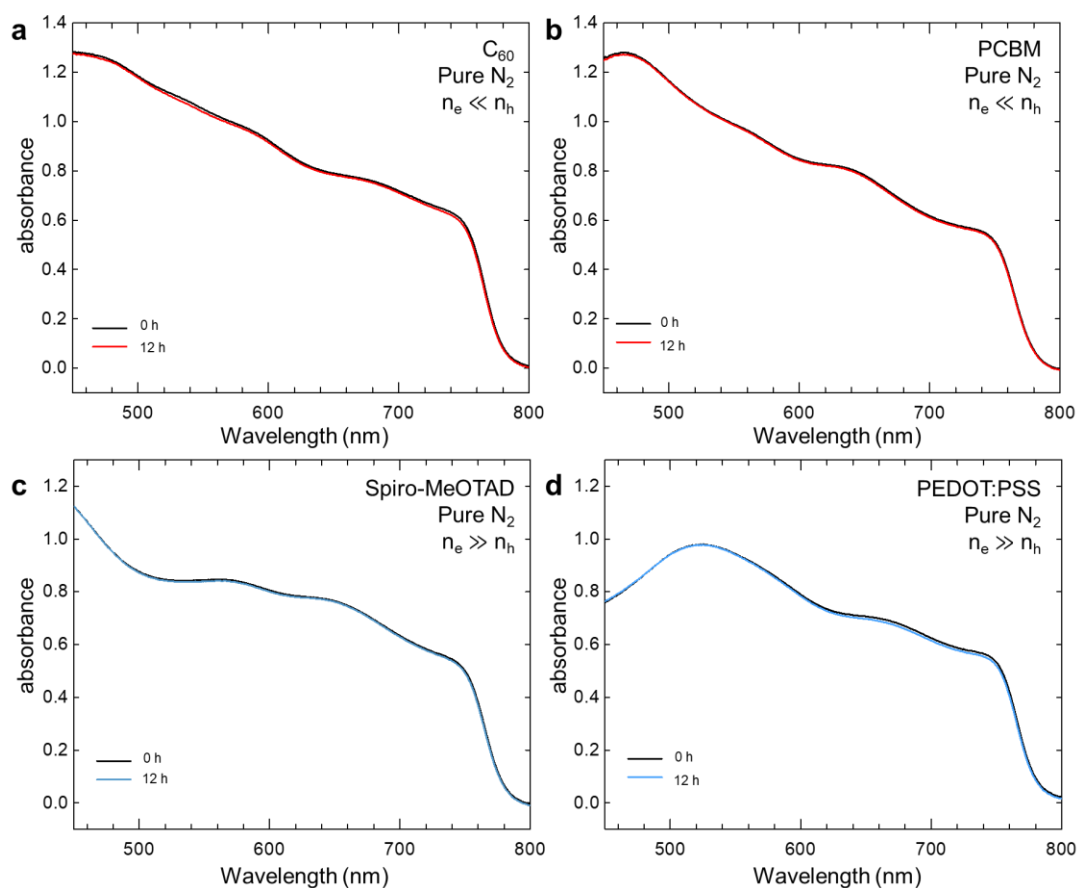 a
C₆₀
Pure N₂
nₑ ≪ nₕ
1.4
1.2
1.0
0.8
0.6
0.4
0.2
0.0
absorbance
0 h
12 h
500
600
700
800
Wavelength (nm)
b
PCBM
Pure N₂
nₑ ≪ nₕ
1.4
1.2
1.0
0.8
0.6
0.4
0.2
0.0
absorbance
0 h
12 h
500
600
700
800
Wavelength (nm)
c
Spiro-MeOTAD
Pure N₂
nₑ ≫ nₕ
1.2
1.0
0.8
0.6
0.4
0.2
0.0
absorbance
0 h
12 h
500
600
700
800
Wavelength (nm)
d
PEDOT:PSS
Pure N₂
nₑ ≫ nₕ
1.2
1.0
0.8
0.6
0.4
0.2
0.0
absorbance
0 h
12 h
500
600
700
800
Wavelength (nm)